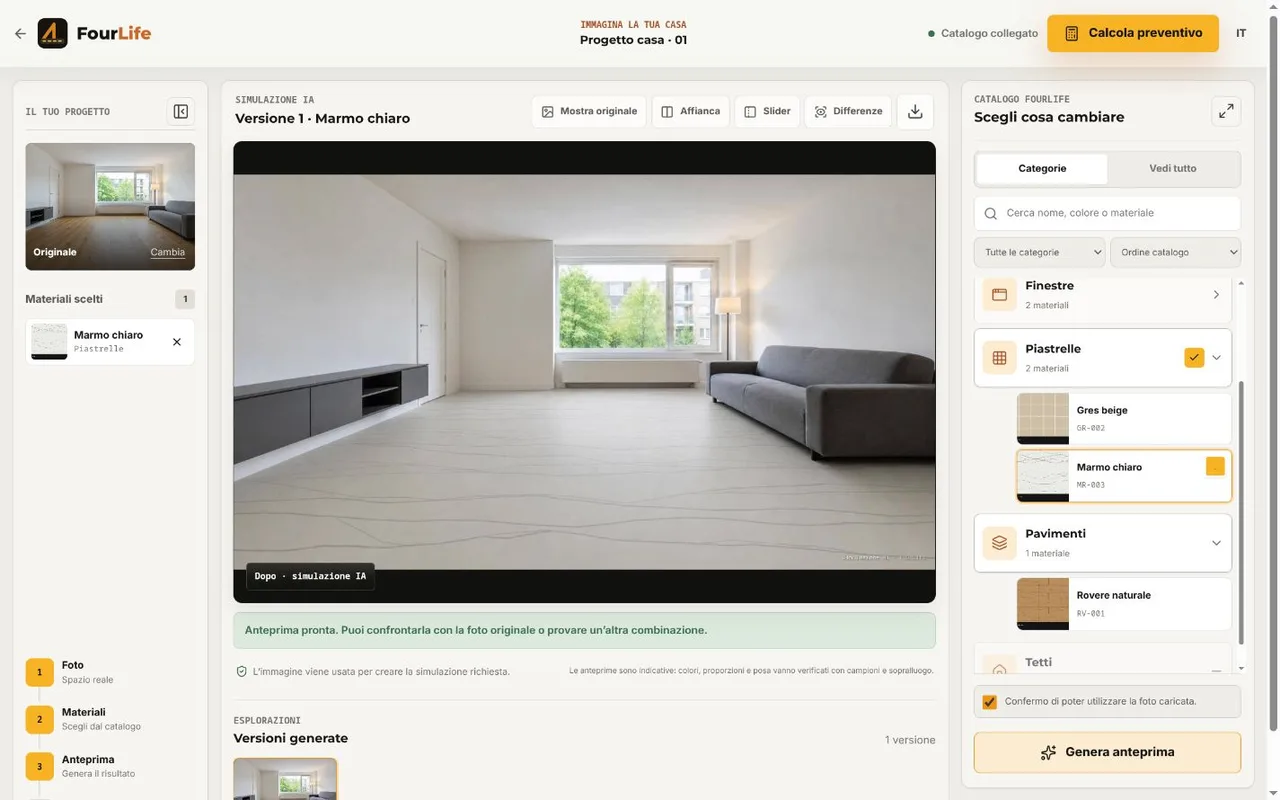 FourLife
IMMAGINA LA TUA CASA
Progetto casa · 01
Catalogo collegato
Calcola preventivo
IT
IL TUO PROGETTO
Originale
Cambia
Materiali scelti
1
Marmo chiaro
Piastrelle
1
Foto
Spazio reale
2
Materiali
Scegli dal catalogo
3
Anteprima
Genera il risultato
SIMULAZIONE IA
Versione 1 · Marmo chiaro
Mostra originale
Affianca
Slider
Differenze
Dopo · simulazione IA
Anteprima pronta. Puoi confrontarla con la foto originale o provare un’altra combinazione.
L’immagine viene usata per creare la simulazione richiesta.
Le anteprime sono indicative: colori, proporzioni e posa vanno verificati con campioni e sopralluogo.
ESPLORAZIONI
Versioni generate
1 versione
CATALOGO FOURLIFE
Scegli cosa cambiare
Categorie
Vedi tutto
Cerca nome, colore o materiale
Tutte le categorie
Ordine catalogo
Finestre
2 materiali
Piastrelle
2 materiali
Gres beige
GR-002
Marmo chiaro
MR-003
Pavimenti
1 materiale
Rovere naturale
RV-001
Tetti
Confermo di poter utilizzare la foto caricata.
Genera anteprima